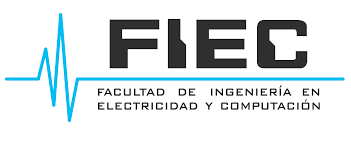 FIEC
FACULTAD DE INGENIERÍA EN
ELECTRICIDAD Y COMPUTACIÓN